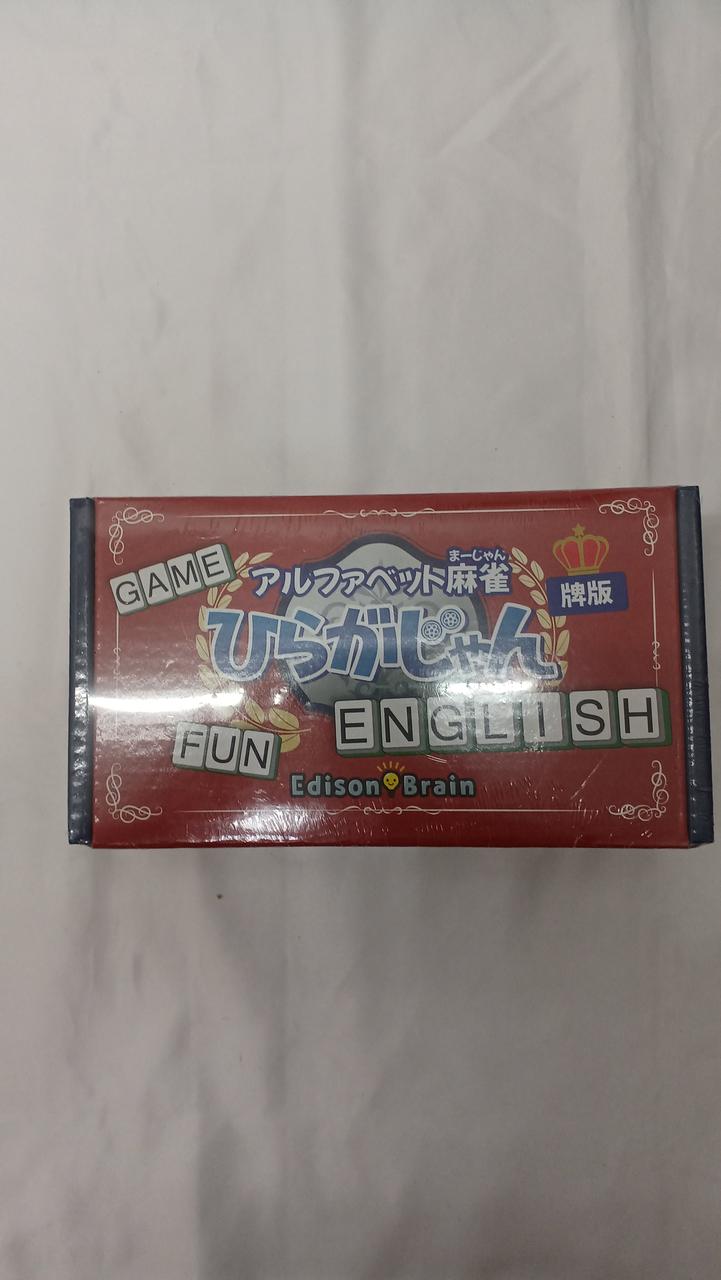 GAME
まーじゃん
アルファベット麻雀
牌版
ひらがじゃん
FUN
ENGLISH
Edison Brain